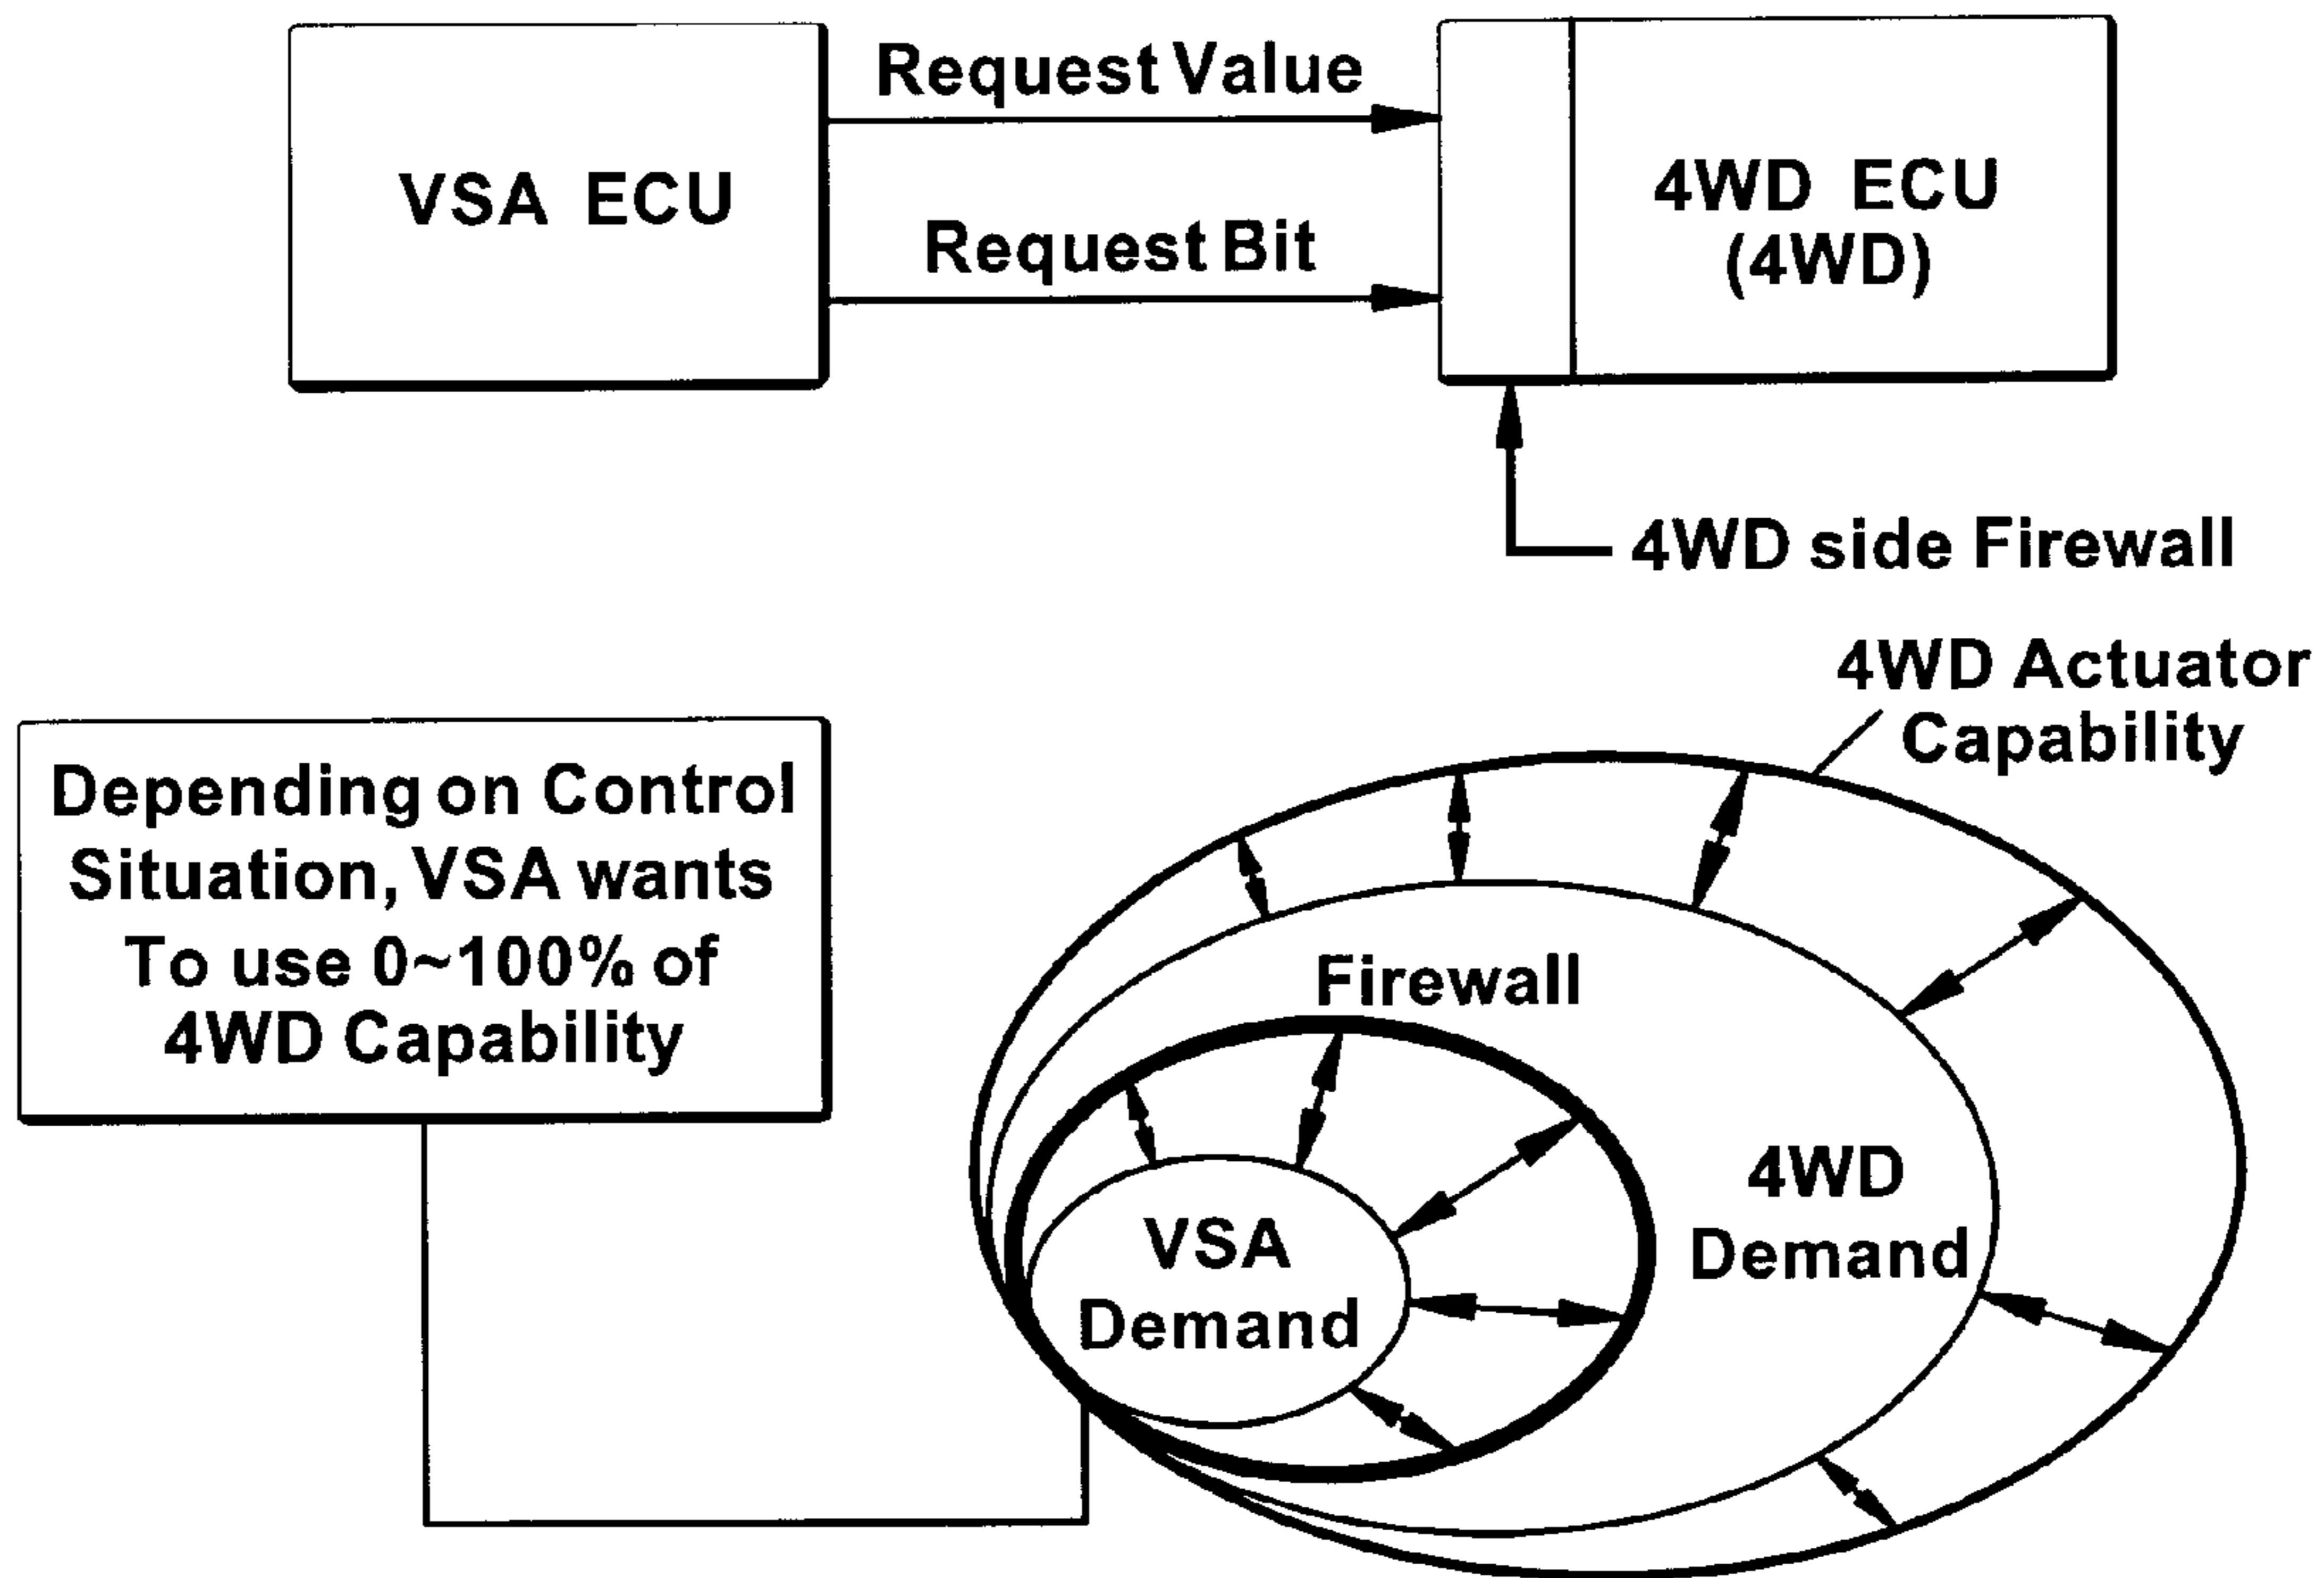 Request Value
VSA ECU
Request Bit
4WD ECU
(4WD)
4WD side Firewall
4WD Actuator
Capability
Depending on Control
Situation, VSA wants
To use 0~100% of
4WD Capability
Firewall
VSA
Demand
4WD
Demand